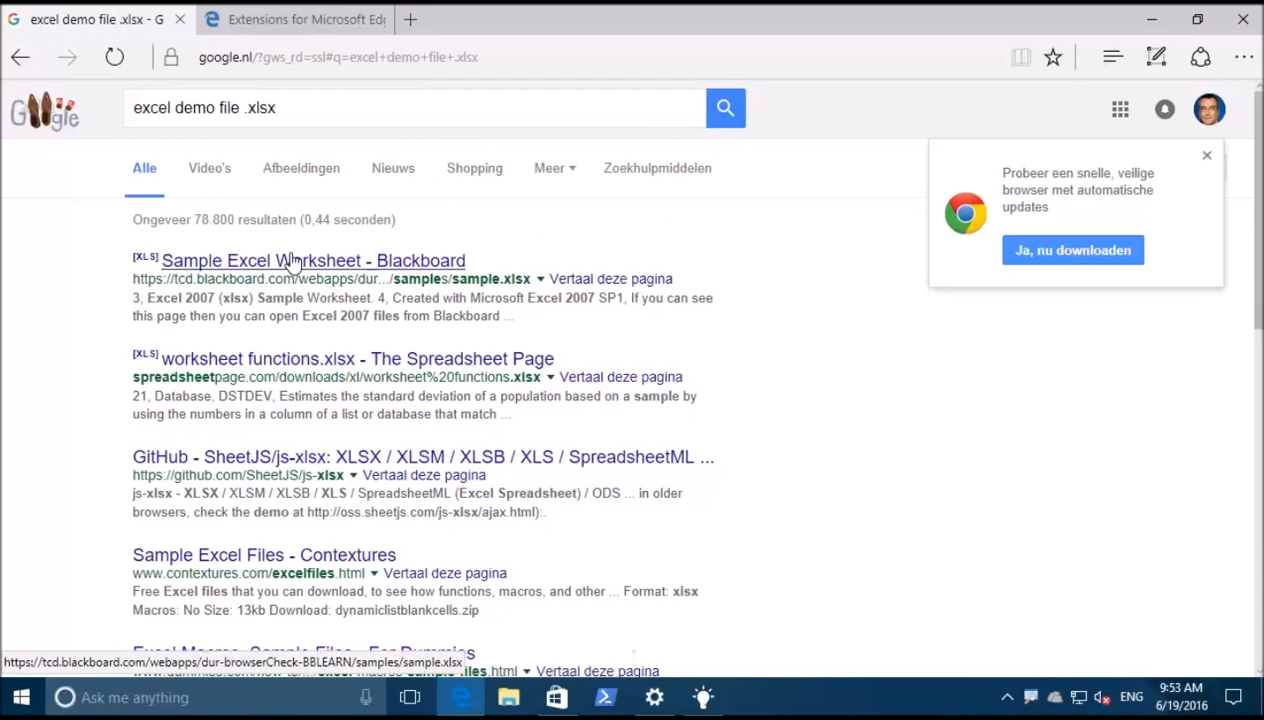 excel demo file .xlsx - G
Extensions for Microsoft Ed
google.nl/?gws_rd=ssl#q=excel+demo+file+.xlsx
Google
excel demo file .xlsx
Alle Video's Afbeeldingen Nieuws Shopping Meer Zoekhulpmiddelen
Probeer een snelle, veilige
browser met automatische
updates
Ja, nu downloaden
Ongeveer 78.800 resultaten (0,44 seconden)
[XLS] Sample Excel Worksheet - Blackboard
https://tcd.blackboard.com/webapps/dur.../samples/sample.xlsx Vertaal deze pagina
3, Excel 2007 (xlsx) Sample Worksheet. 4, Created with Microsoft Excel 2007 SP1, If you can see
this page then you can open Excel 2007 files from Blackboard ...
[XLS] worksheet functions.xlsx - The Spreadsheet Page
spreadsheetpage.com/downloads/xl/worksheet%20functions.xlsx Vertaal deze pagina
21, Database, DSTDEV, Estimates the standard deviation of a population based on a sample by
using the numbers in a column of a list or database that match ...
GitHub - SheetJS/js-xlsx: XLSX / XLSM / XLSB / XLS / SpreadsheetML ...
https://github.com/SheetJS/js-xlsx Vertaal deze pagina
js-xlsx - XLSX / XLSM / XLSB / XLS / SpreadsheetML (Excel Spreadsheet) / ODS ... in older
browsers, check the demo at http://oss.sheetjs.com/js-xlsx/ajax.html):.
Sample Excel Files - Contextures
www.contextures.com/excelfiles.html Vertaal deze pagina
Free Excel files that you can download, to see how functions, macros, and other ... Format: xlsx
Macros: No Size: 13kb Download: dynamiclistblankcells.zip
Excel Macros Sample Files - For Dummies
files.html Vertaal deze pagina
https://tcd.blackboard.com/webapps/dur-browserCheck-BBLEARN/samples/sample.xlsx
Ask me anything
ENG
9:53 AM
6/19/2016